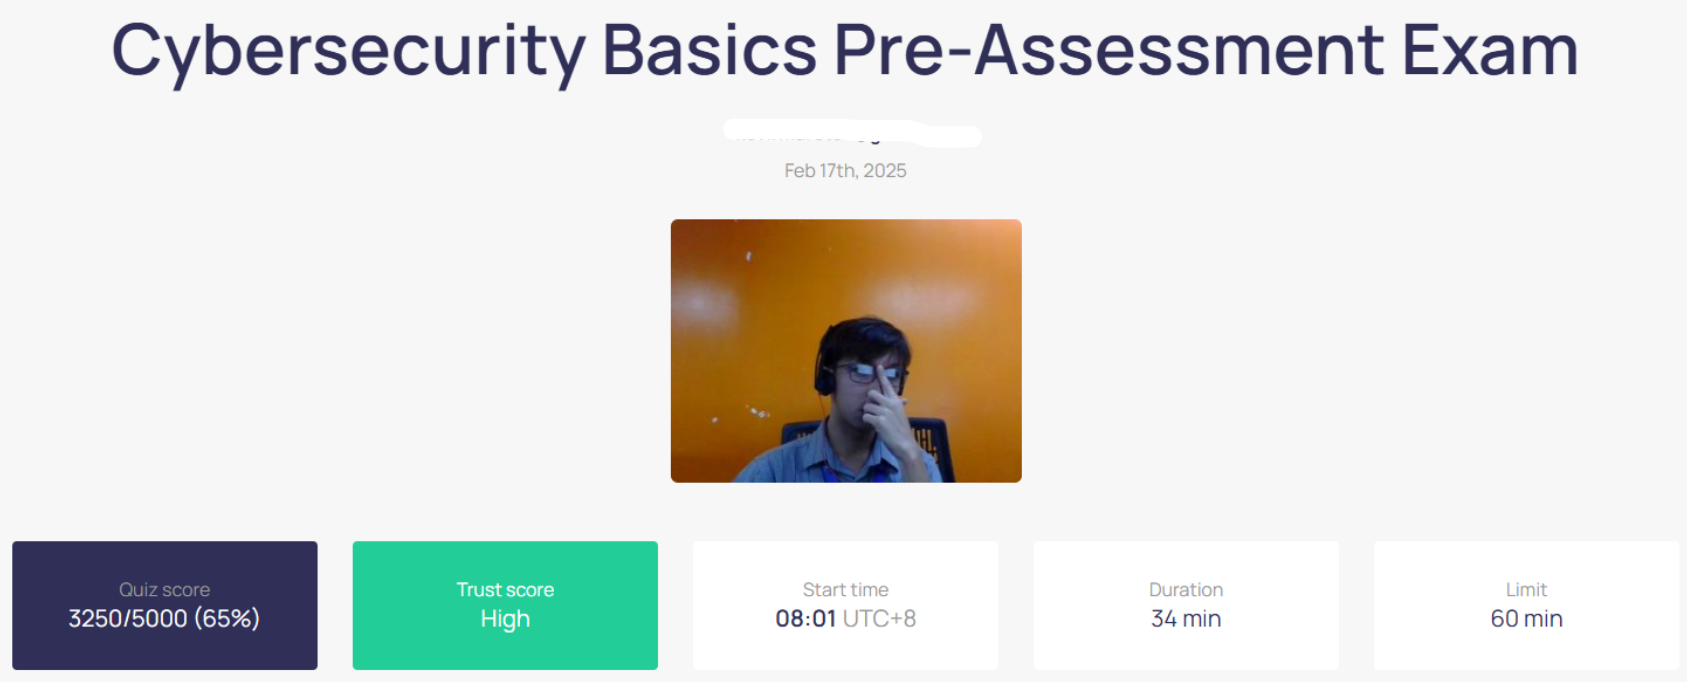 Cybersecurity Basics Pre-Assessment Exam
Feb 17th, 2025
Quiz score
3250/5000 (65%)
Trust score
High
Start time
08:01 UTC+8
Duration
34 min
Limit
60 min